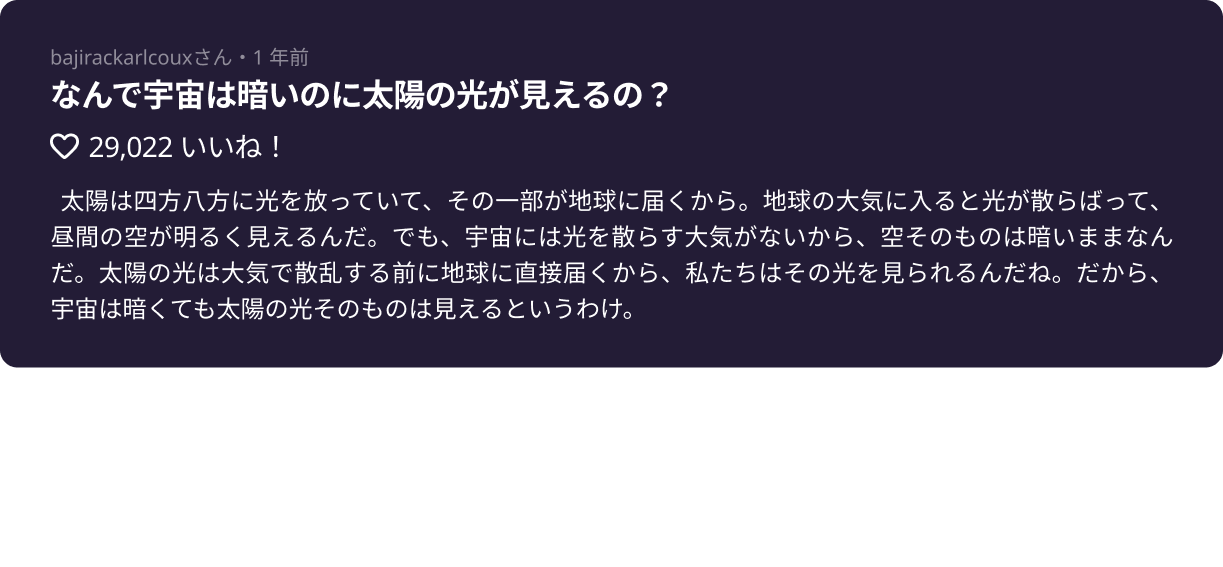 bajirackarlcouxさん・1 年前
なんで宇宙は暗いのに太陽の光が見えるの？
29,022 いいね！
太陽は四方八方に光を放っていて、その一部が地球に届くから。地球の大気に入ると光が散らばって、
昼間の空が明るく見えるんだ。でも、宇宙には光を散らす大気がないから、空そのものは暗いままなん
だ。太陽の光は大気で散乱する前に地球に直接届くから、私たちはその光を見られるんだね。だから、
宇宙は暗くても太陽の光そのものは見えるというわけ。